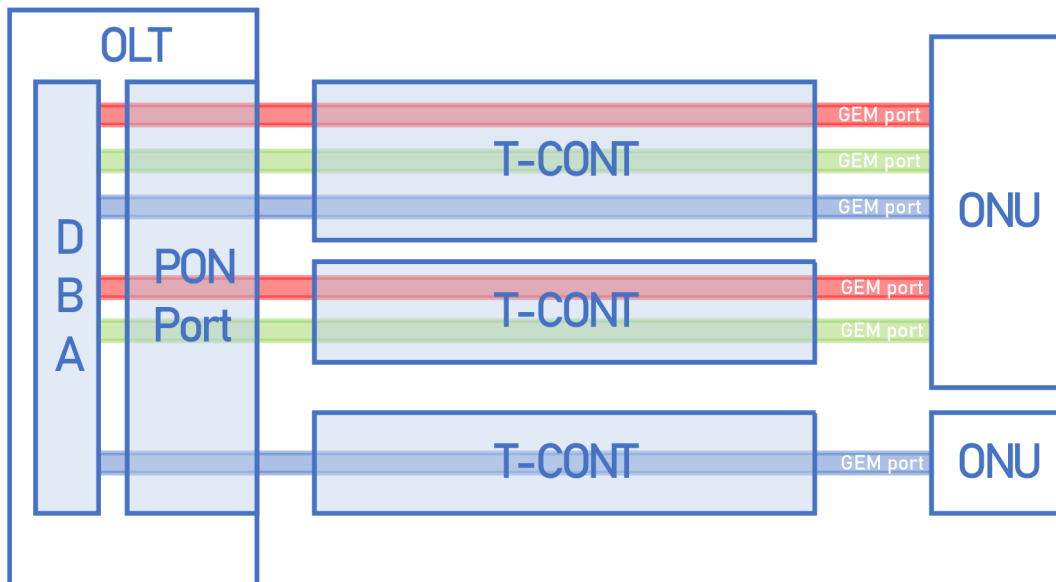 OLT
D
B
A
PON
Port
T-CONT
GEM port
GEM port
GEM port
T-CONT
GEM port
GEM port
ONU
T-CONT
GEM port
ONU